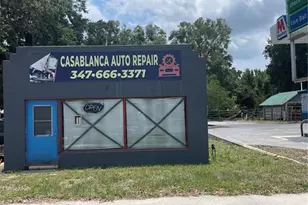 CASABLANCA AUTO REPAIR
347-666-3371
OPEN